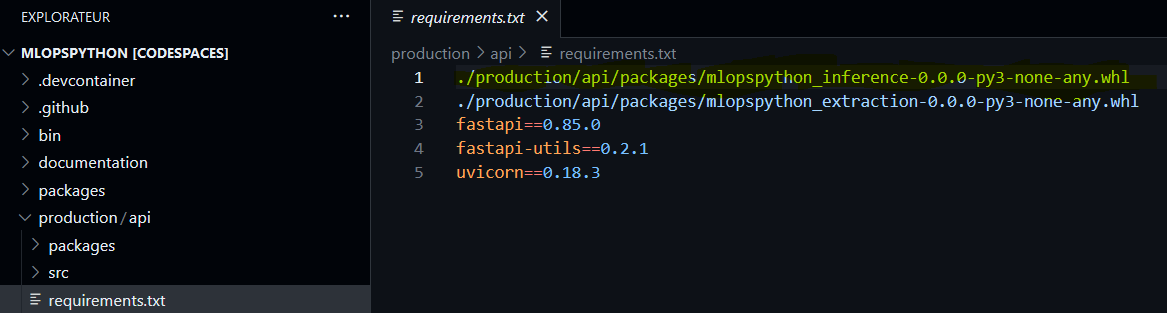 EXPLORATEUR
MLOPSPYTHON [CODESPACES]
.devcontainer
.github
bin
documentation
packages
production / api
packages
src
requirements.txt
requirements.txt
production > api > requirements.txt
1 ./production/api/packages/mlopspython_inference-0.0.0-py3-none-any.whl
2 ./production/api/packages/mlopspython_extraction-0.0.0-py3-none-any.whl
3 fastapi==0.85.0
4 fastapi-utils==0.2.1
5 uvicorn==0.18.3